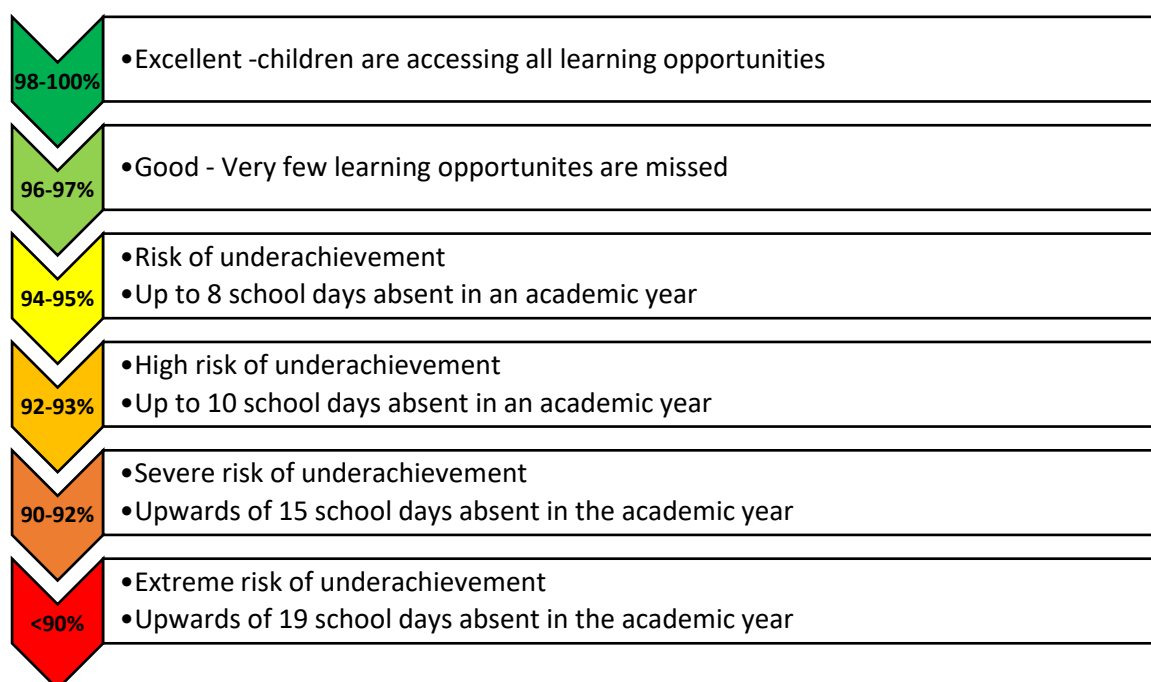 98-100%
•Excellent -children are accessing all learning opportunities
96-97%
•Good - Very few learning opportunites are missed
94-95%
•Risk of underachievement
•Up to 8 school days absent in an academic year
92-93%
•High risk of underachievement
•Up to 10 school days absent in an academic year
90-92%
•Severe risk of underachievement
•Upwards of 15 school days absent in the academic year
<90%
•Extreme risk of underachievement
•Upwards of 19 school days absent in the academic year